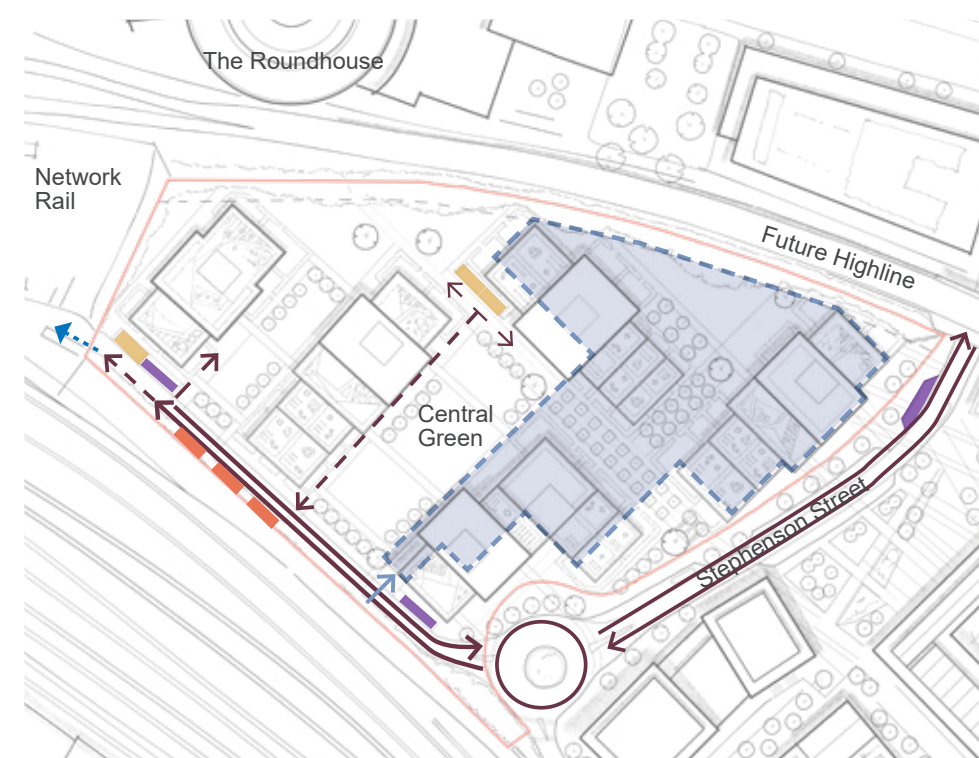 The Roundhouse
Network
Rail
Future Highline
Central
Green
Stephenson Street